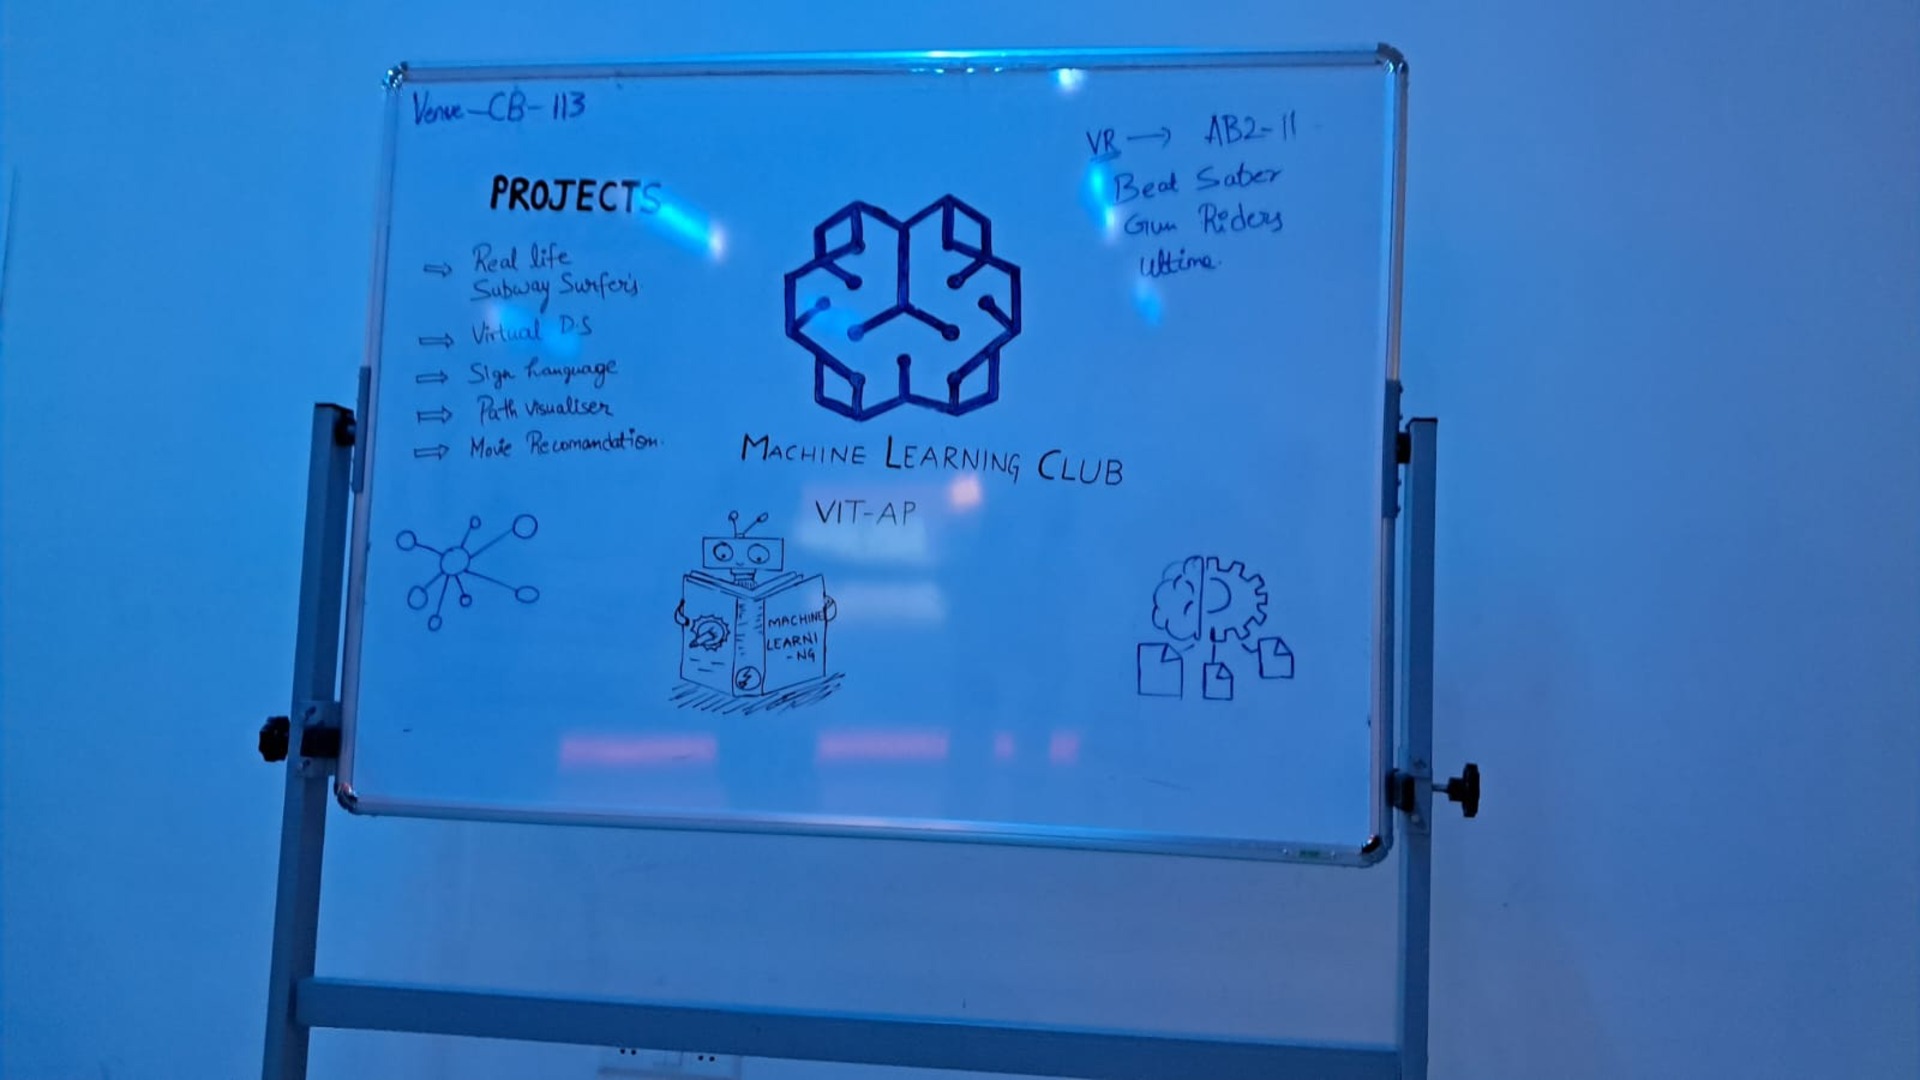 Venue-CB-113
PROJECTS
⇒ Real life
Subway Surfer's
⇒ Virtual D.S
⇒ Sign Language
⇒ Path visualiser
⇒ Movie Recomandation.
VR → AB2-11
Beat Saber
Gun Riders
Ultima.
MACHINE LEARNING CLUB
VIT-AP
MACHINE
LEARNI
-NG